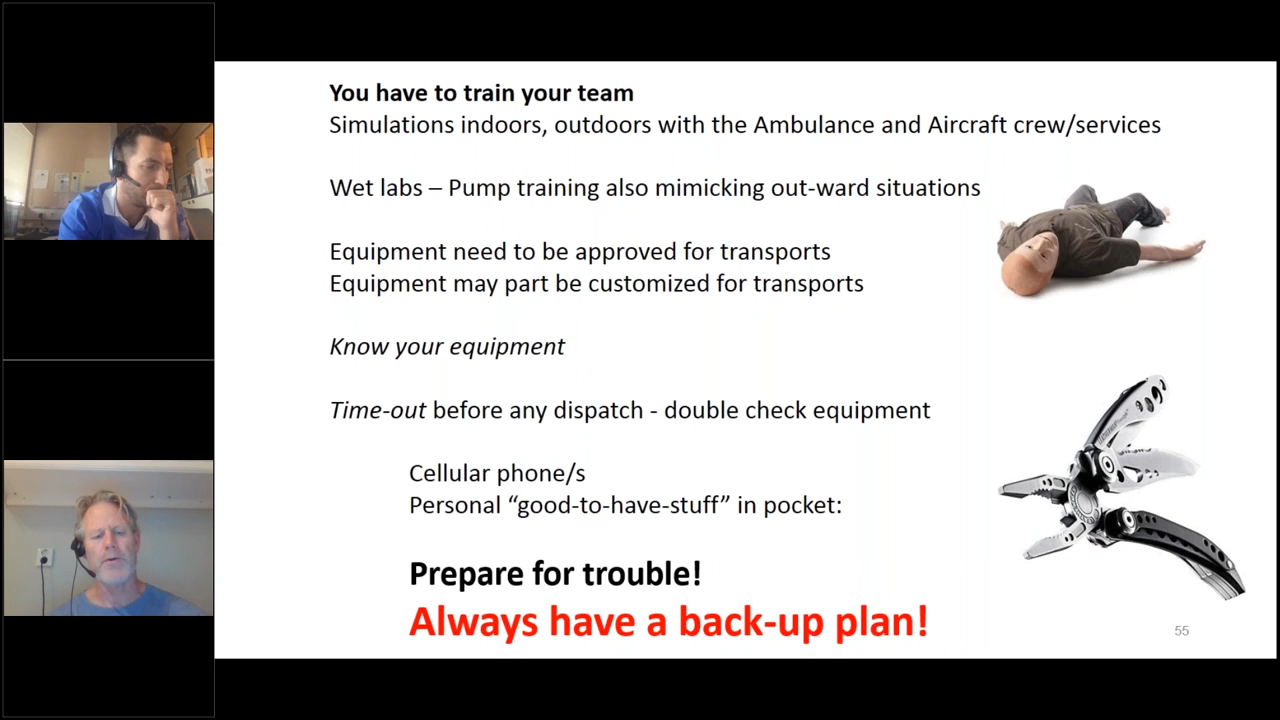 You have to train your team
Simulations indoors, outdoors with the Ambulance and Aircraft crew/services
Wet labs – Pump training also mimicking out-ward situations
Equipment need to be approved for transports
Equipment may part be customized for transports
Know your equipment
Time-out before any dispatch - double check equipment
Cellular phone/s
Personal “good-to-have-stuff” in pocket:
Prepare for trouble!
Always have a back-up plan!
55